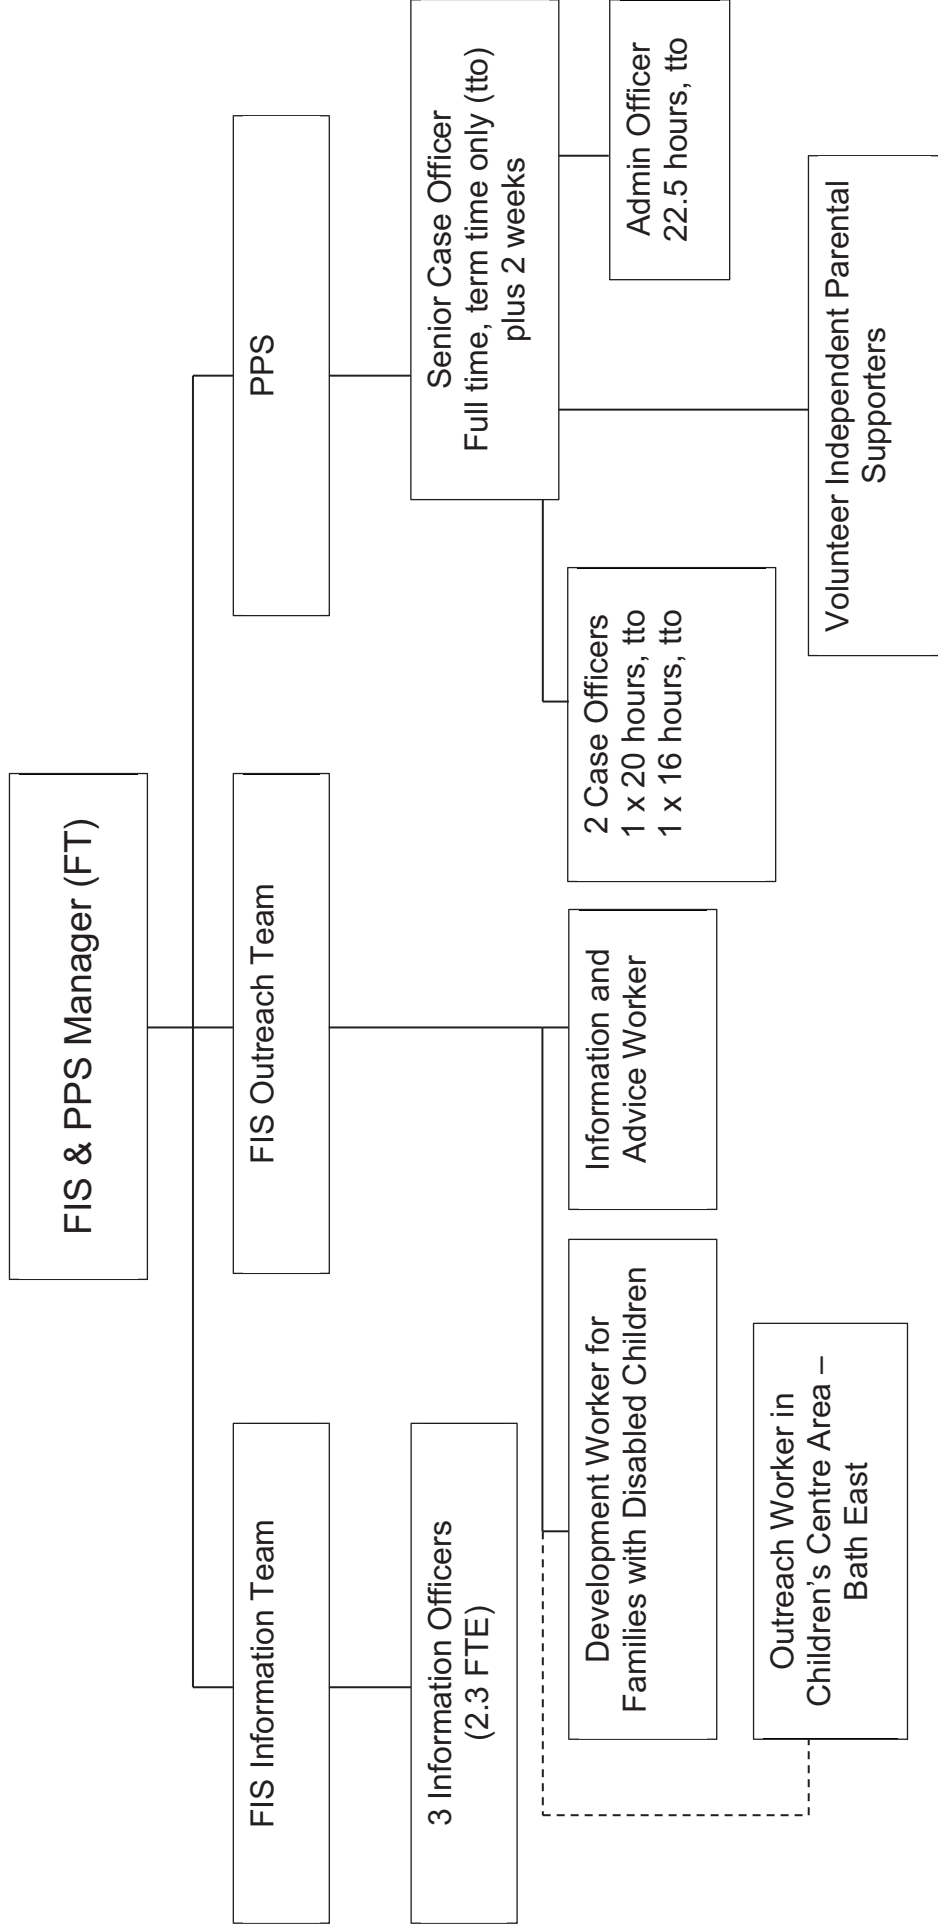 FIS & PPS Manager (FT)
FIS Information Team
FIS Outreach Team
PPS
3 Information Officers
(2.3 FTE)
Senior Case Officer
Full time, term time only (tto)
plus 2 weeks
Development Worker for
Families with Disabled Children
Information and
Advice Worker
2 Case Officers
1 x 20 hours, tto
1 x 16 hours, tto
Admin Officer
22.5 hours, tto
Outreach Worker in
Children’s Centre Area –
Bath East
Volunteer Independent Parental
Supporters